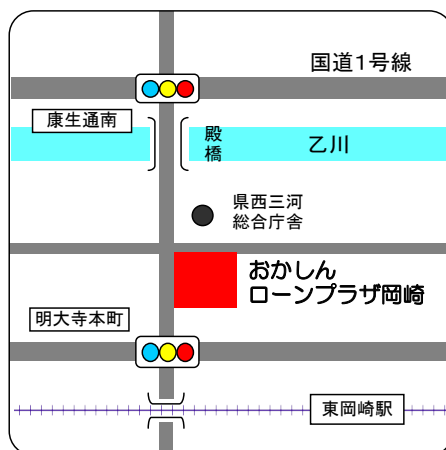 国道1号線
康生通南
殿橋
乙川
県西三河
総合庁舎
おかしん
ローンプラザ岡崎
明大寺本町
東岡崎駅